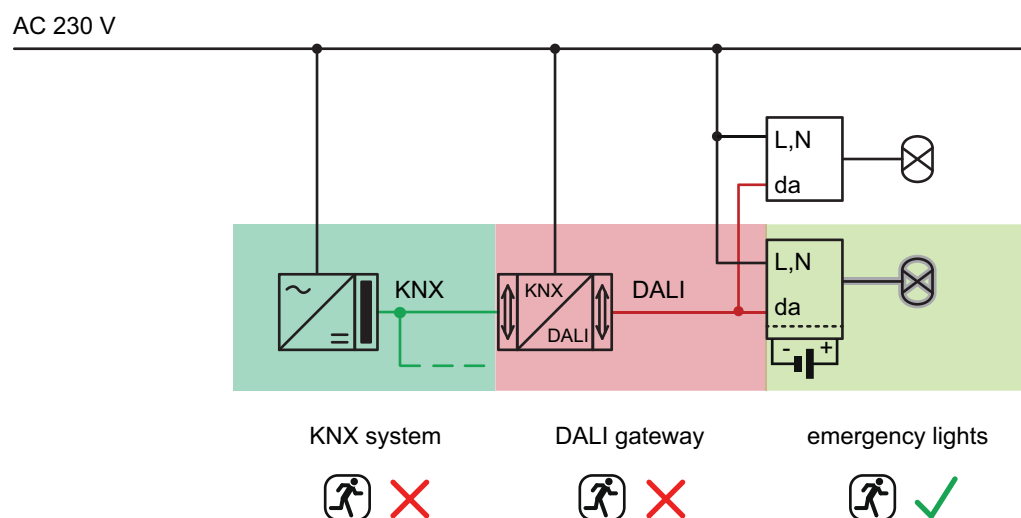 AC 230 V
L,N
da
L,N
KNX
KNX
DALI
DALI
da
- +
KNX system
DALI gateway
emergency lights